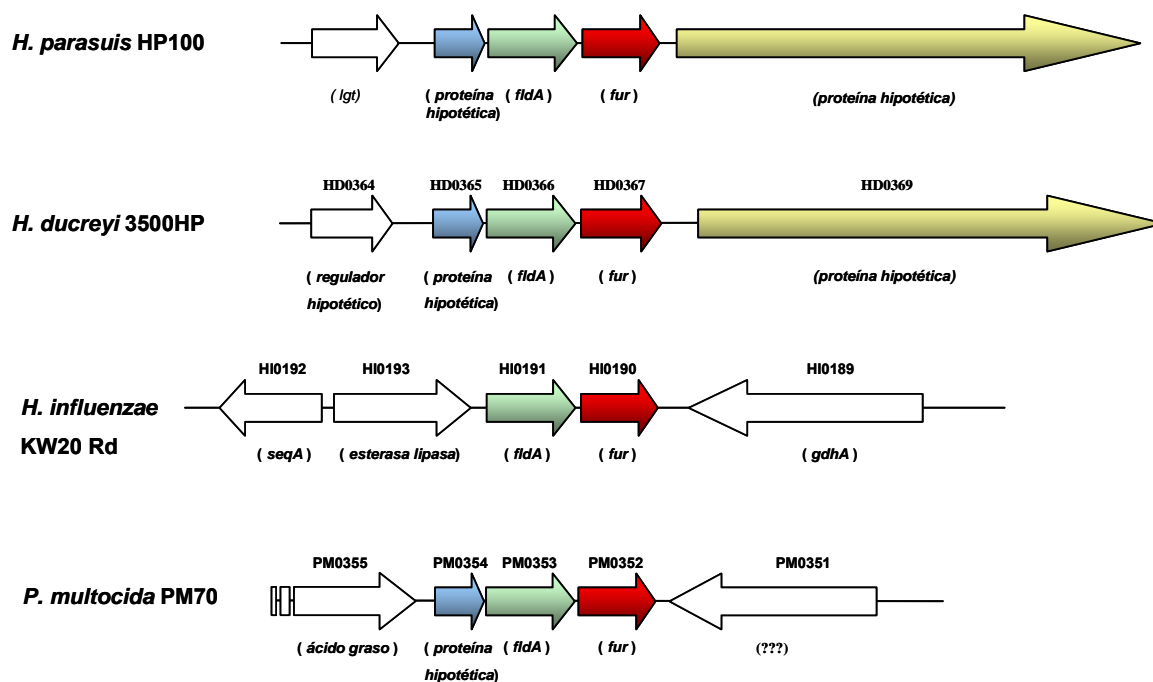 H. parasuis HP100
( lgt)
( proteína
hipotética)
( fldA )
( fur )
(proteína hipotética)
HD0364 HD0365 HD0366 HD0367 HD0369
H. ducreyi 3500HP
( regulador
hipotético)
( proteína
hipotética)
( fldA )
( fur )
(proteína hipotética)
HI0192 HI0193 HI0191 HI0190 HI0189
H. influenzae
KW20 Rd
( seqA ) ( esterasa lipasa) ( fldA ) ( fur ) ( gdhA )
PM0355 PM0354 PM0353 PM0352 PM0351
P. multocida PM70
( ácido graso )
( proteína
hipotética)
( fldA )
( fur )
(???)